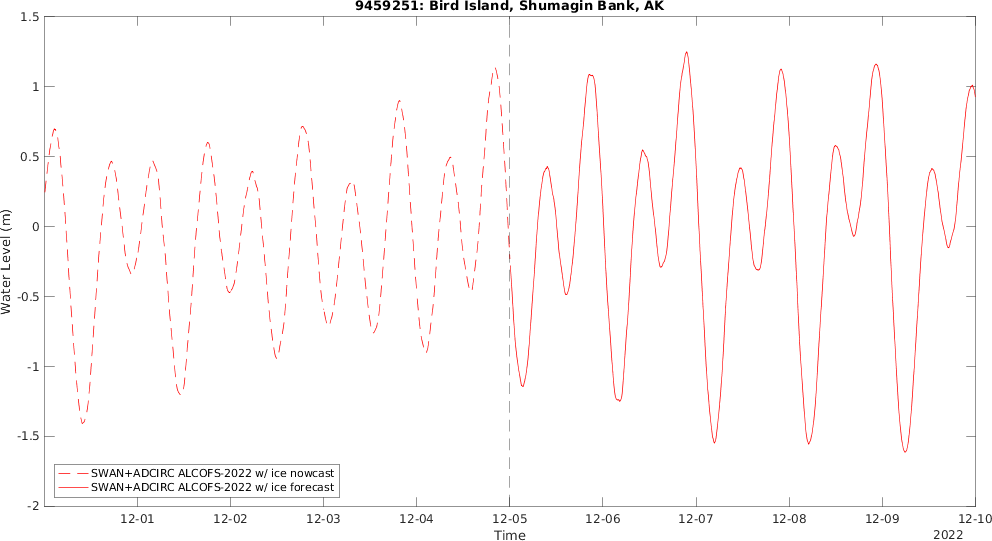 9459251: Bird Island, Shumagin Bank, AK
1.5
1
0.5
0
-0.5
-1
-1.5
-2
Water Level (m)
SWAN+ADCIRC ALCOFS-2022 w/ ice nowcast
SWAN+ADCIRC ALCOFS-2022 w/ ice forecast
12-01 12-02 12-03 12-04 12-05 12-06 12-07 12-08 12-09 12-10
Time
2022